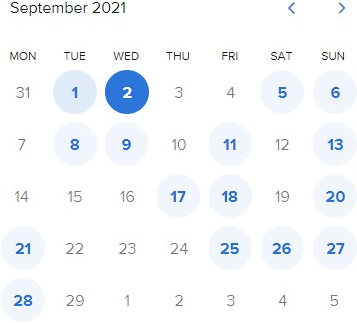 September 2021
MON TUE WED THU FRI SAT SUN
31 1 2 3 4 5 6
7 8 9 10 11 12 13
14 15 16 17 18 19 20
21 22 23 24 25 26 27
28 29 1 2 3 4 5